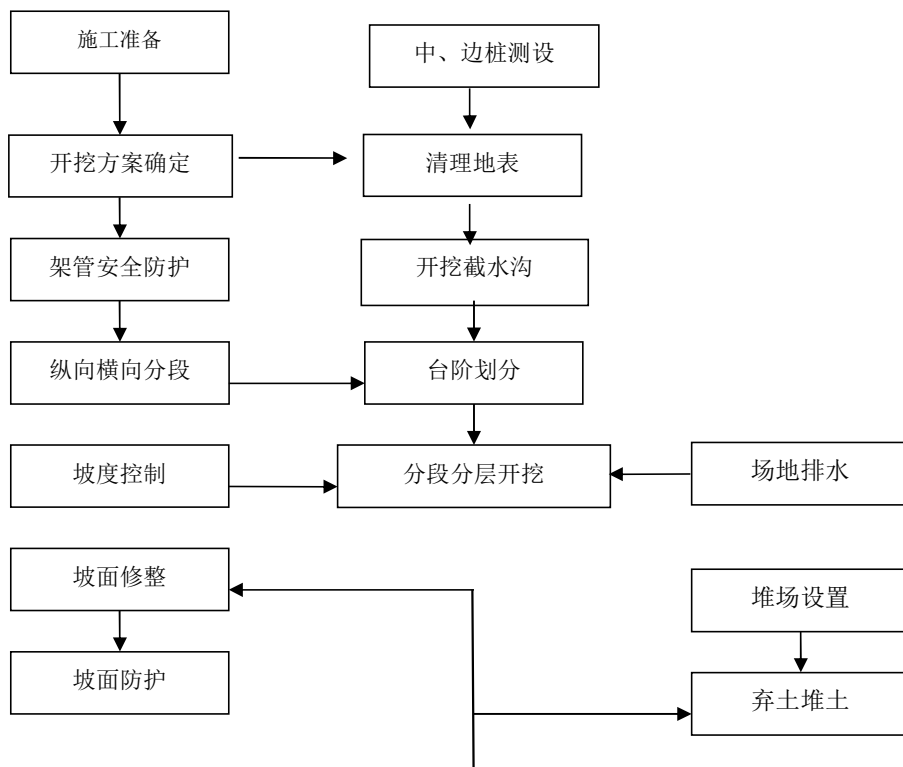 施工准备
中、边桩测设
开挖方案确定
清理地表
架管安全防护
开挖截水沟
纵向横向分段
台阶划分
坡度控制
分段分层开挖
场地排水
坡面修整
堆场设置
坡面防护
弃土堆土